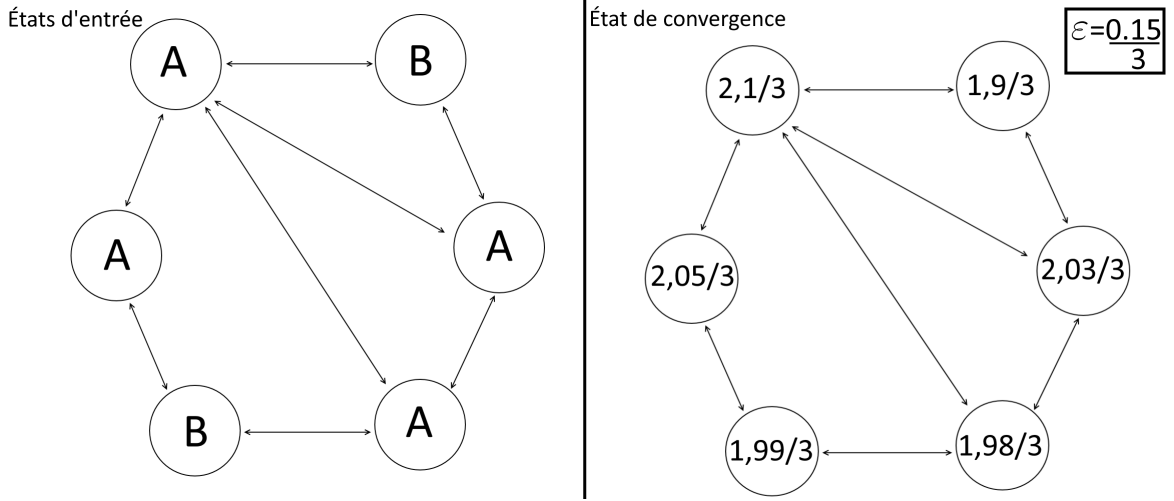 États d'entrée
A
B
A
A
B
A
État de convergence
ε=0.15
3
2,1/3
1,9/3
2,05/3
2,03/3
1,99/3
1,98/3